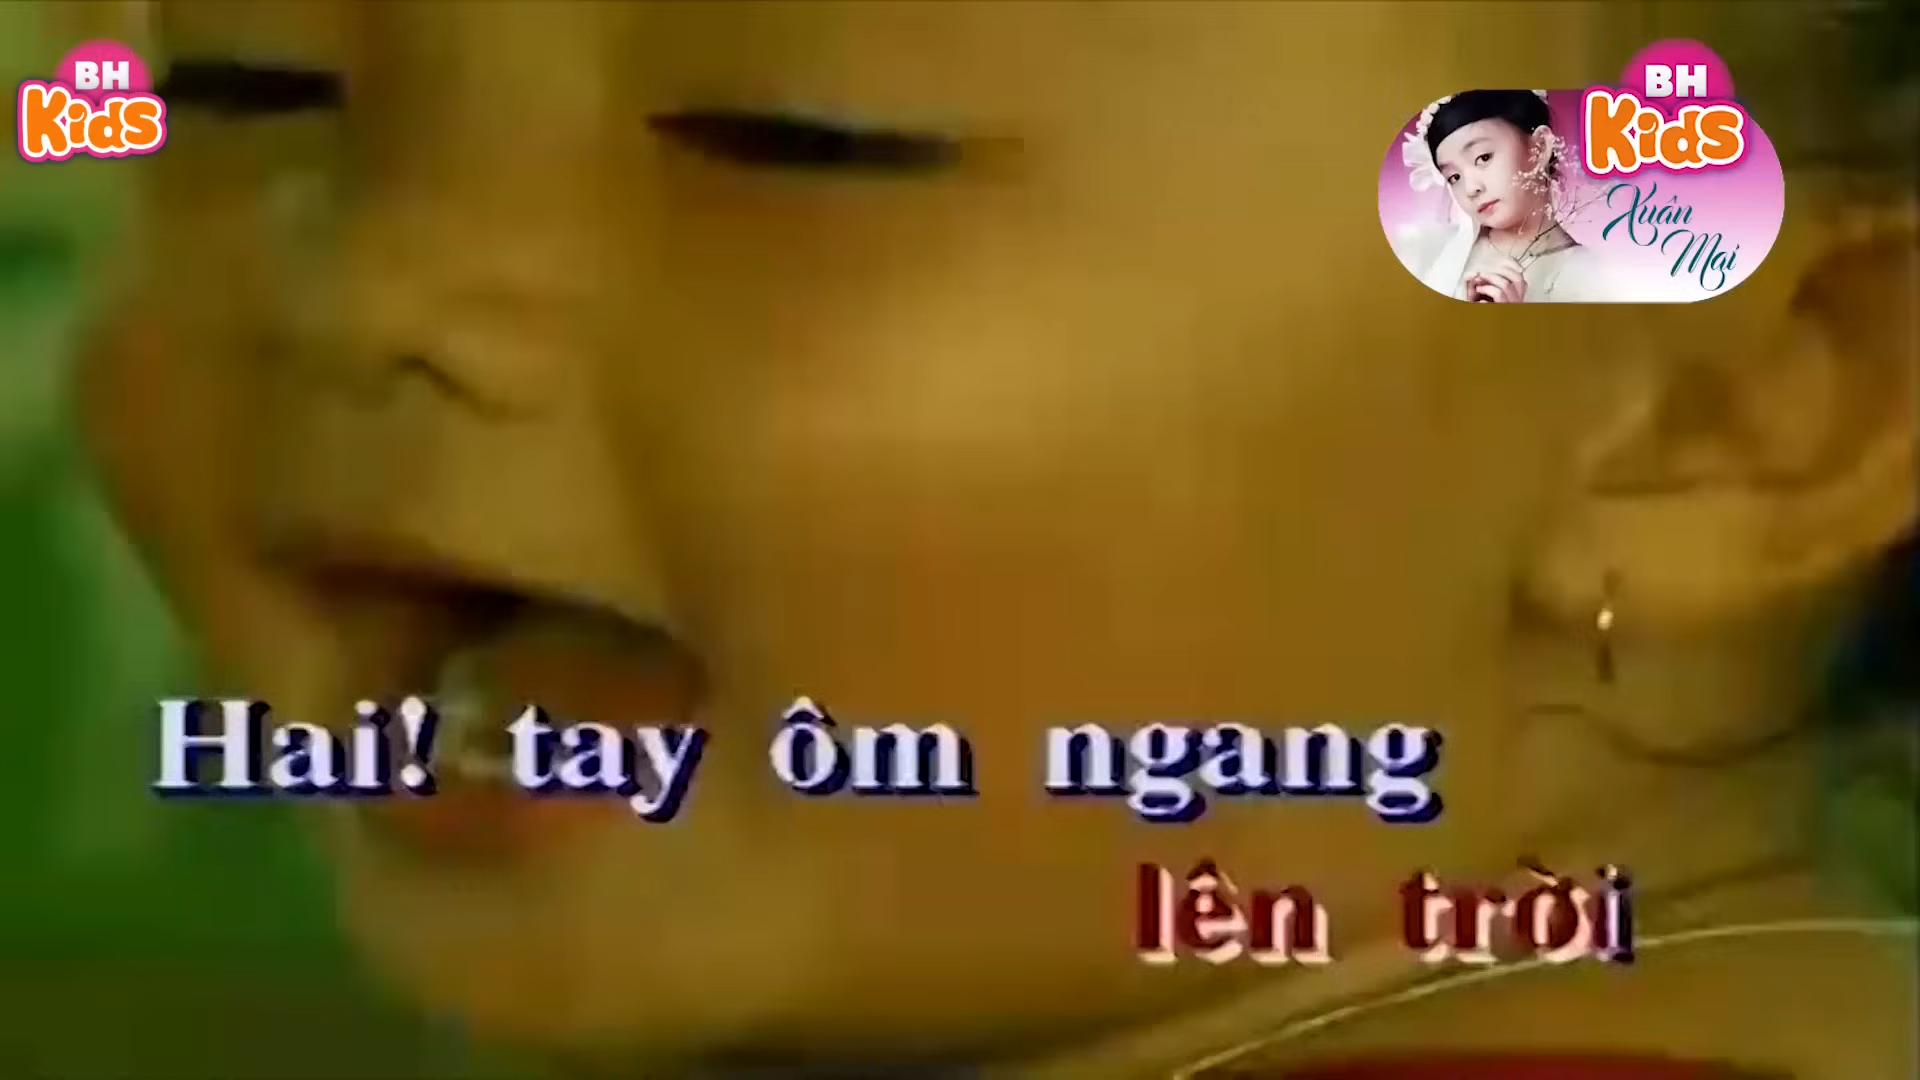 BH
Kids
BH
Kids
Xuân
Mai
Hai! tay ôm ngang
lên trời